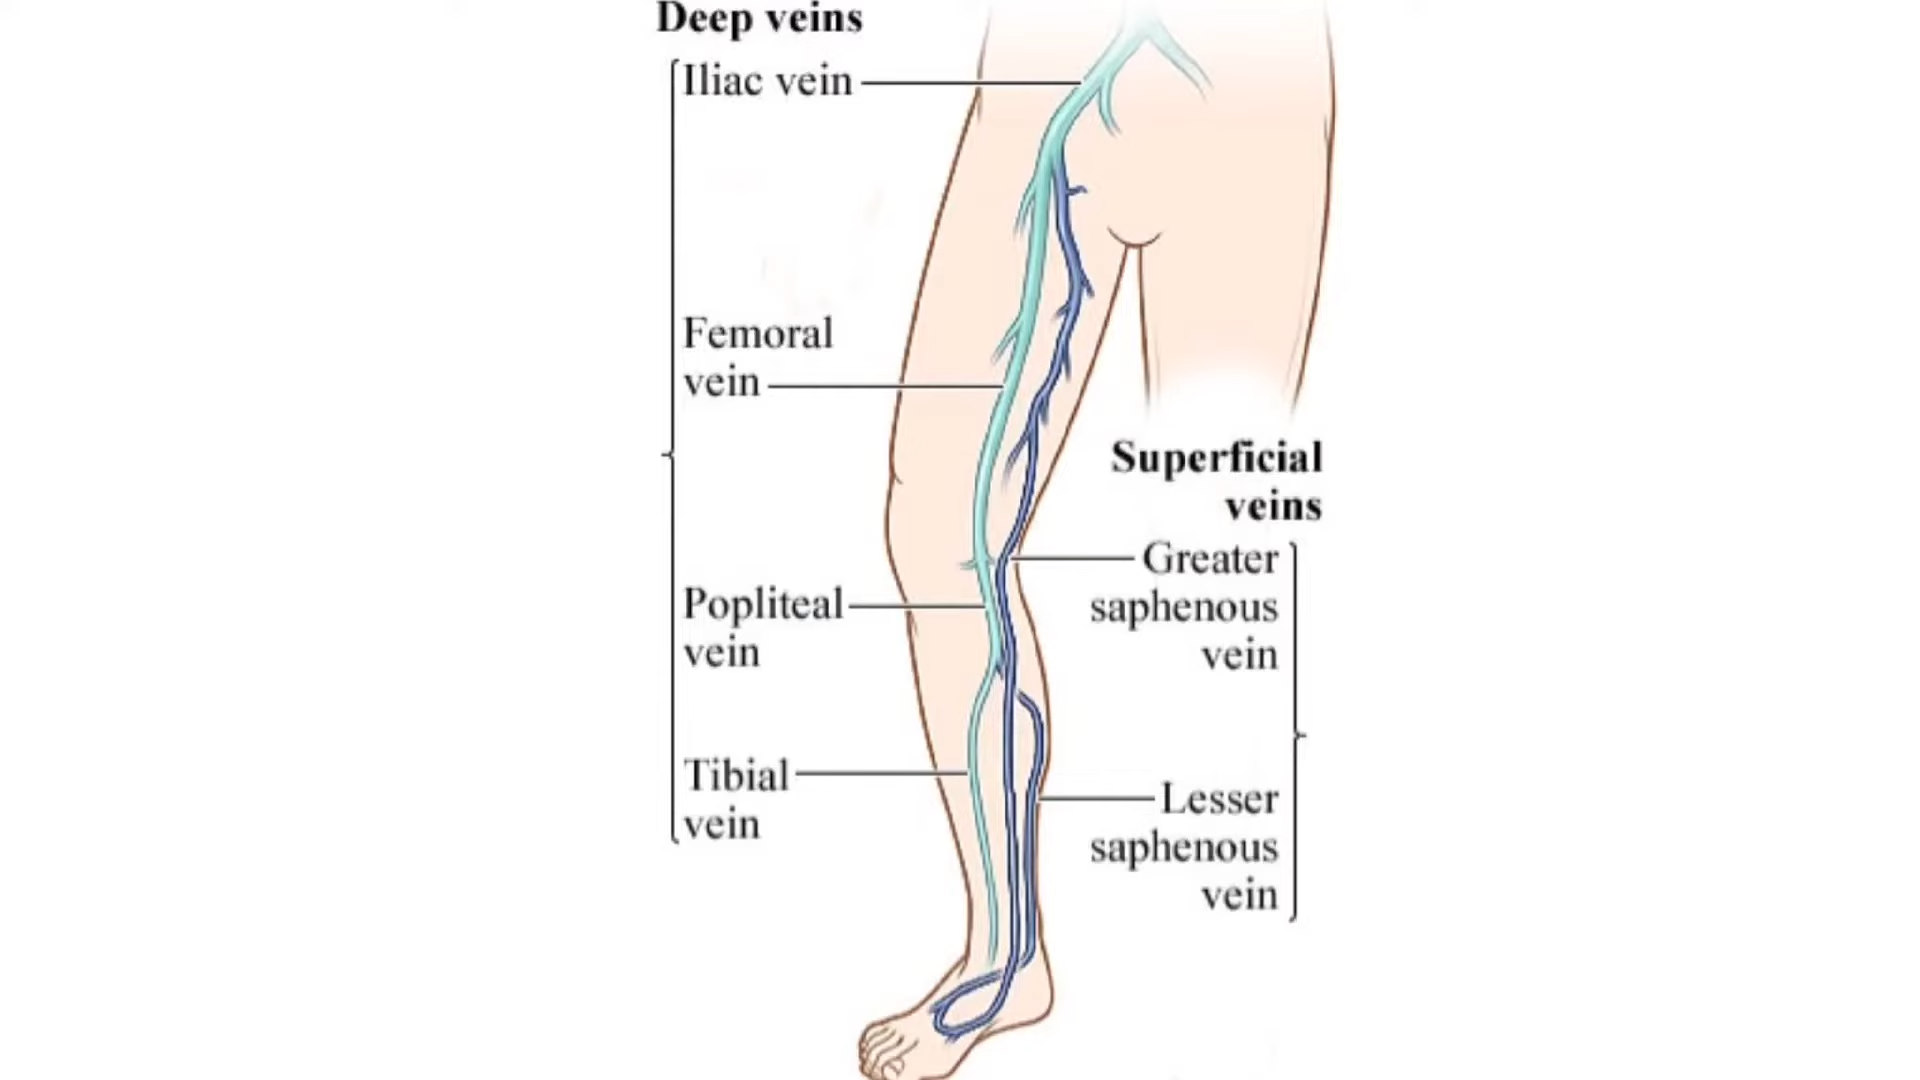 Deep veins
Iliac vein
Femoral
vein
Popliteal
vein
Tibial
vein
Superficial
veins
Greater
saphenous
vein
Lesser
saphenous
vein